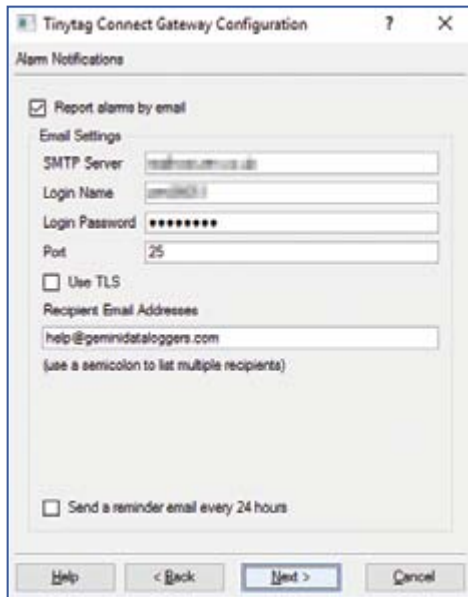 Tinytag Connect Gateway Configuration ? X
Alarm Notifications
Report alarms by email
Email Settings
SMTP Server
Login Name
Login Password ●●●●●●●●
Port 25
Use TLS
Recipient Email Addresses
help@geminidataloggers.com
(use a semicolon to list multiple recipients)
Send a reminder email every 24 hours
Help < Back Next > Cancel